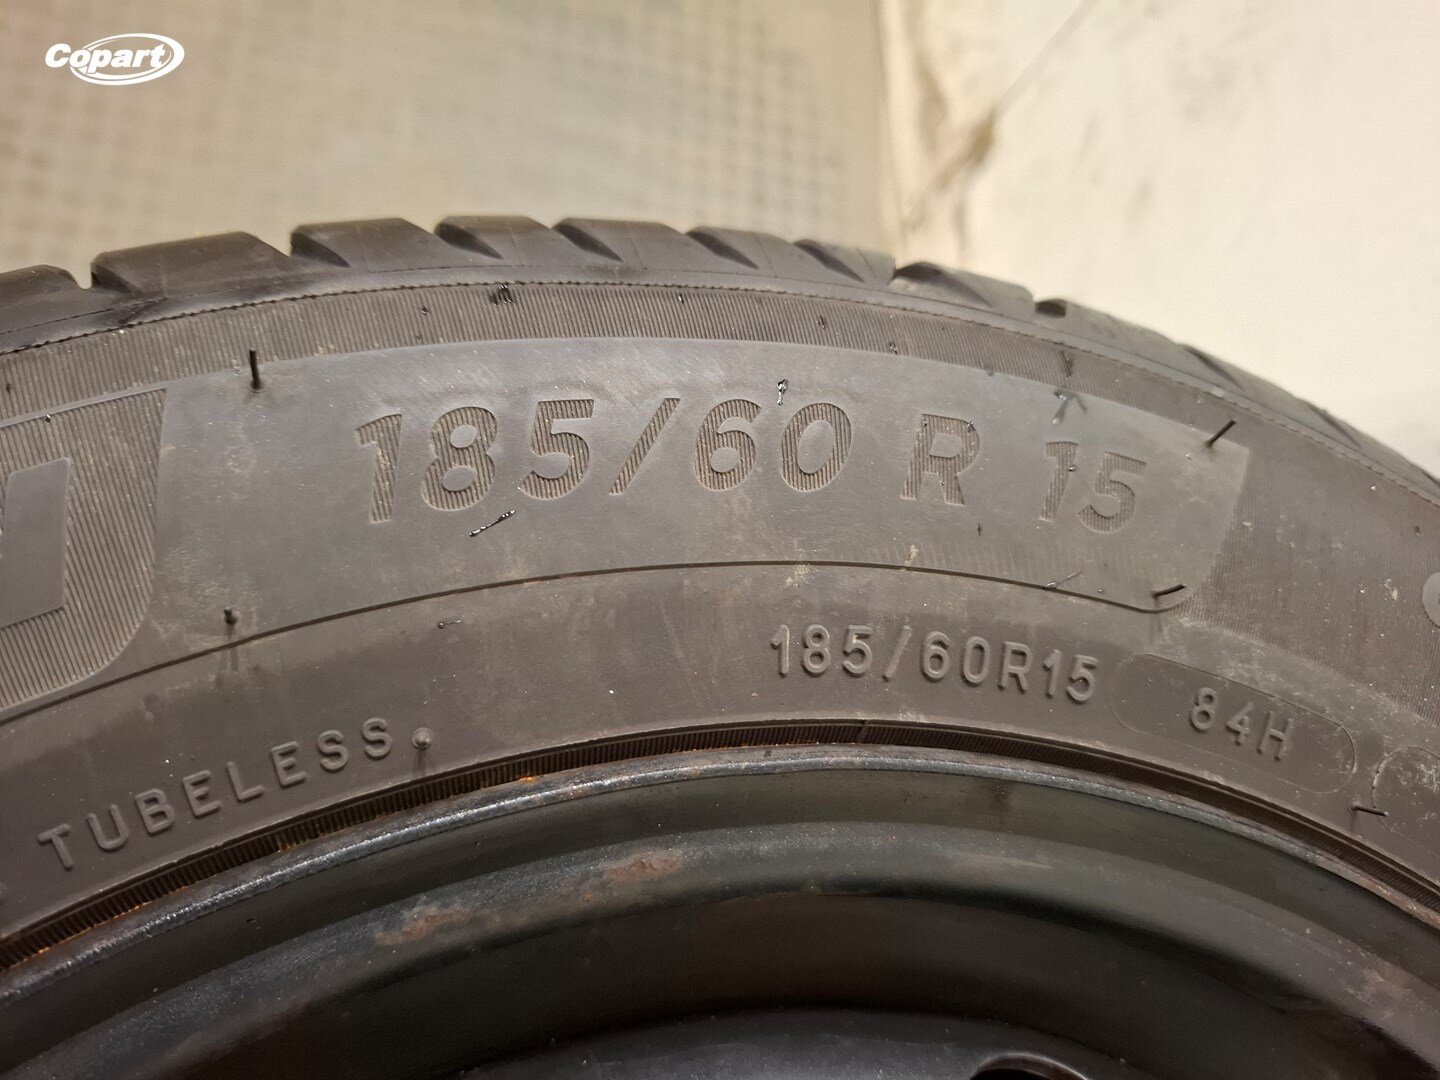 Copart
185/60 R 15
185/60R15 84H
TUBELESS.